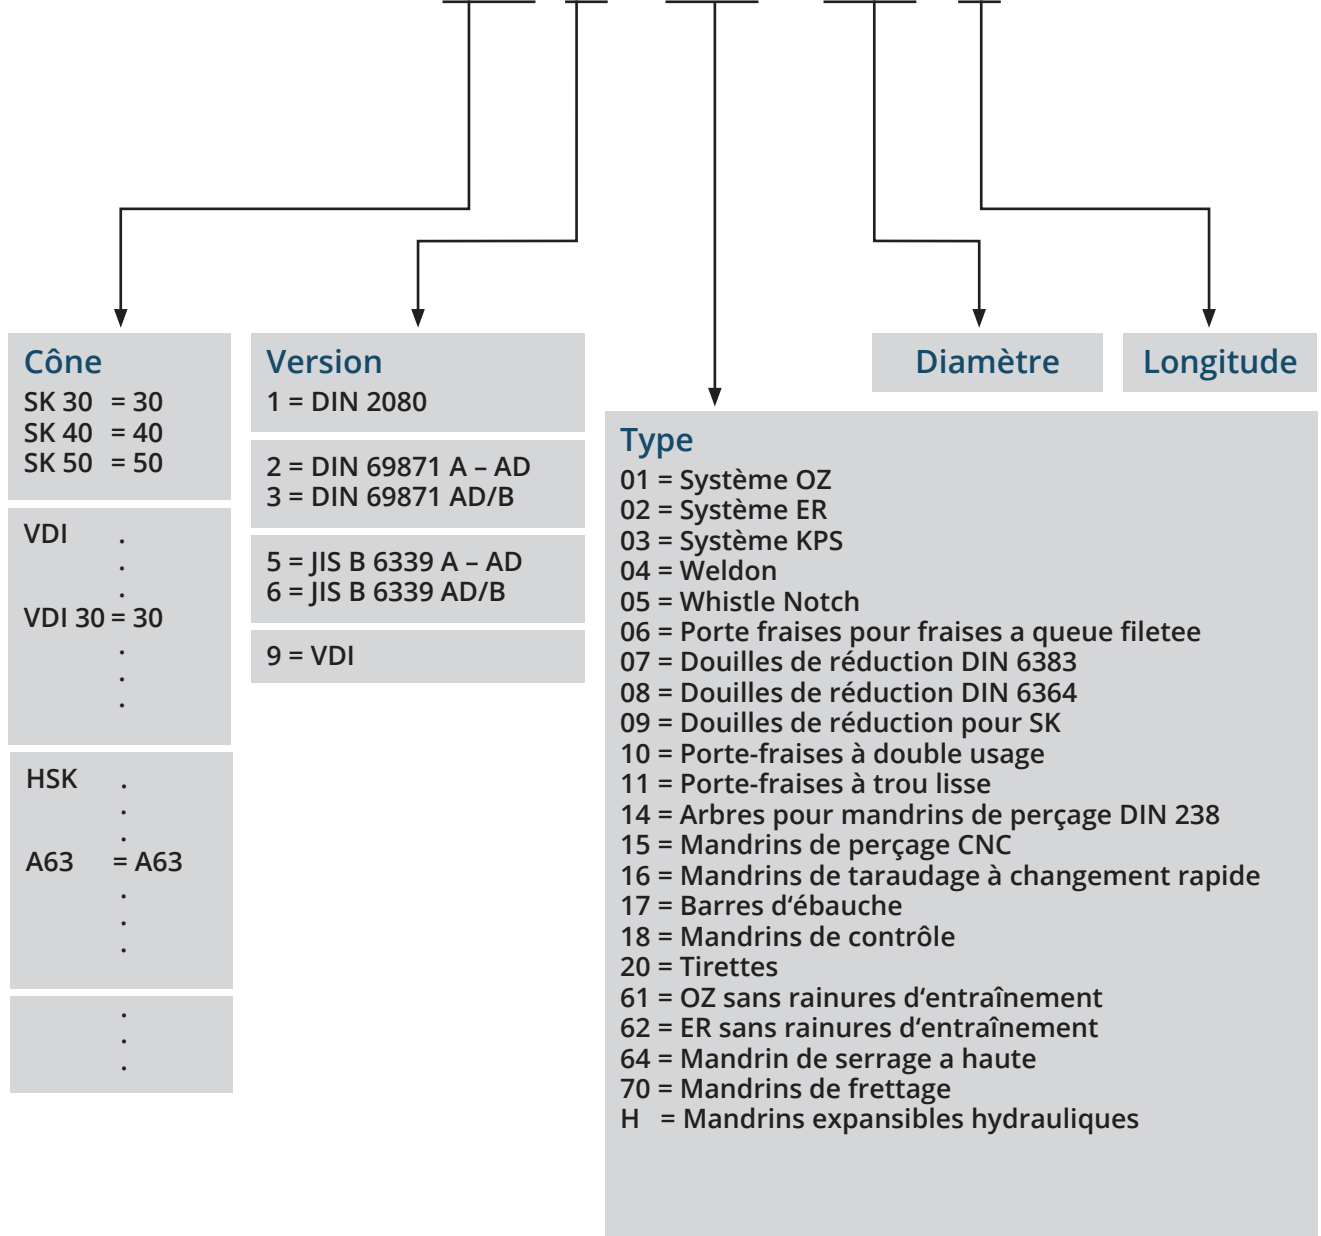 Cône
SK 30 = 30
SK 40 = 40
SK 50 = 50
VDI .
.
.
VDI 30 = 30
.
.
.
HSK .
.
.
A63 = A63
.
.
.
.
.
.
Version
1 = DIN 2080
2 = DIN 69871 A – AD
3 = DIN 69871 AD/B
5 = JIS B 6339 A – AD
6 = JIS B 6339 AD/B
9 = VDI
Type
01 = Système OZ
02 = Système ER
03 = Système KPS
04 = Weldon
05 = Whistle Notch
06 = Porte fraises pour fraises a queue filetee
07 = Douilles de réduction DIN 6383
08 = Douilles de réduction DIN 6364
09 = Douilles de réduction pour SK
10 = Porte-fraises à double usage
11 = Porte-fraises à trou lisse
14 = Arbres pour mandrins de perçage DIN 238
15 = Mandrins de perçage CNC
16 = Mandrins de taraudage à changement rapide
17 = Barres d‘ébauche
18 = Mandrins de contrôle
20 = Tirettes
61 = OZ sans rainures d‘entraînement
62 = ER sans rainures d‘entraînement
64 = Mandrin de serrage a haute
70 = Mandrins de frettage
H = Mandrins expansibles hydrauliques
Diamètre
Longitude